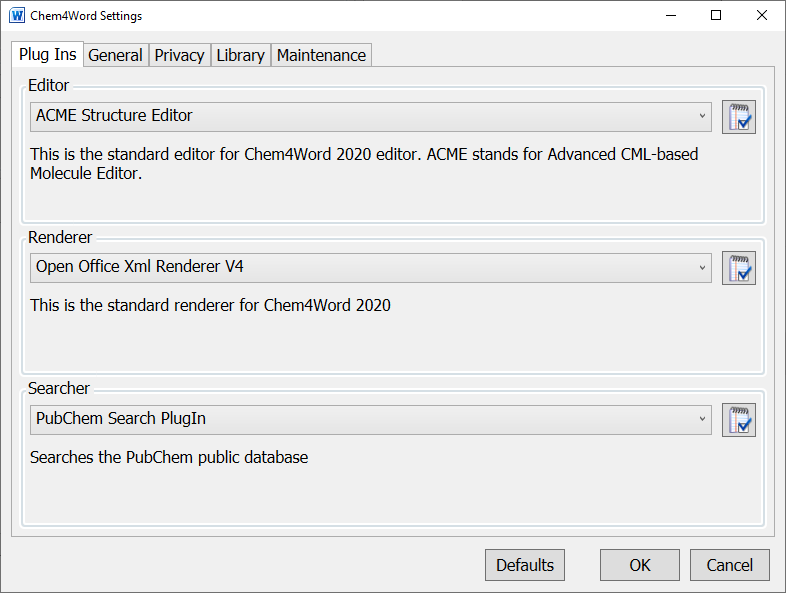 Chem4Word Settings
Plug Ins
General
Privacy
Library
Maintenance
Editor
ACME Structure Editor
This is the standard editor for Chem4Word 2020 editor. ACME stands for Advanced CML-based
Molecule Editor.
Renderer
Open Office Xml Renderer V4
This is the standard renderer for Chem4Word 2020
Searcher
PubChem Search PlugIn
Searches the PubChem public database
Defaults
OK
Cancel